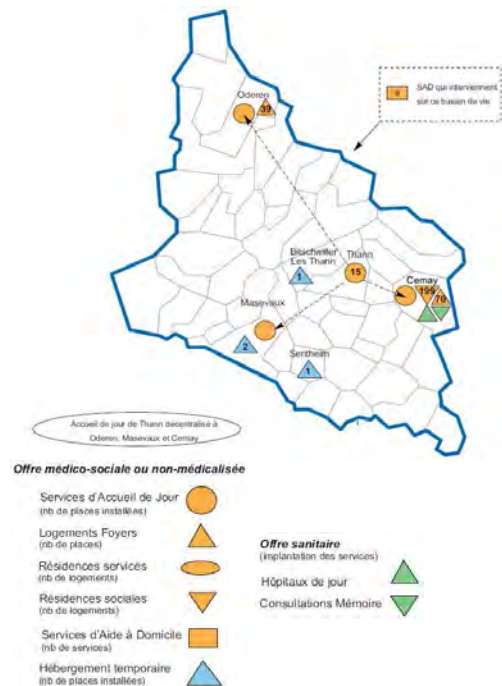 SAD qui interviennent
sur ce bassin de vie
Oderen
39
Bitschwiller
Les Thann
1
Thann
15
Cernay
199
70
Masevaux
2
Sentheim
1
Accueil de jour de Thann décentralisé à
Oderen, Masevaux et Cernay
Offre médico-sociale ou non-médicalisée
Services d'Accueil de Jour
(nb de places installées)
Logements Foyers
(nb de places)
Résidences services
(nb de logements)
Résidences sociales
(nb de logements)
Services d'Aide à Domicile
(nb de services)
Hébergement temporaire
(nb de places installées)
Offre sanitaire
(implantation des services)
Hôpitaux de jour
Consultations Mémoire